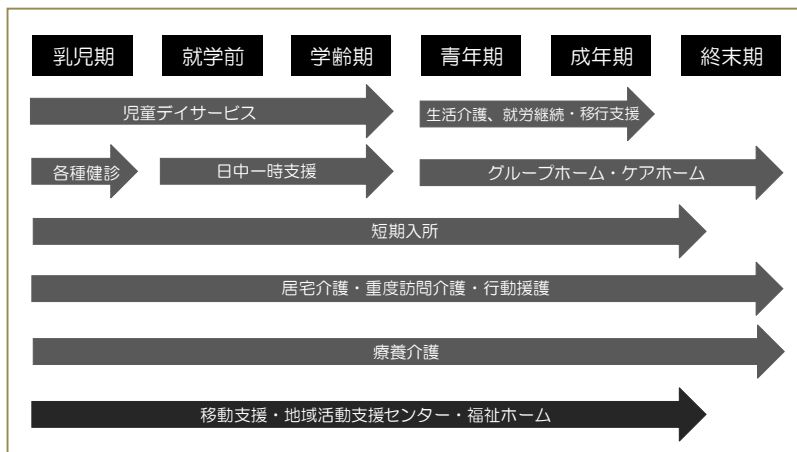 乳児期 就学前 学齢期 青年期 成年期 終末期
児童デイサービス 生活介護、就労継続・移行支援
各種健診 日中一時支援 グループホーム・ケアホーム
短期入所
居宅介護・重度訪問介護・行動援護
療養介護
移動支援・地域活動支援センター・福祉ホーム